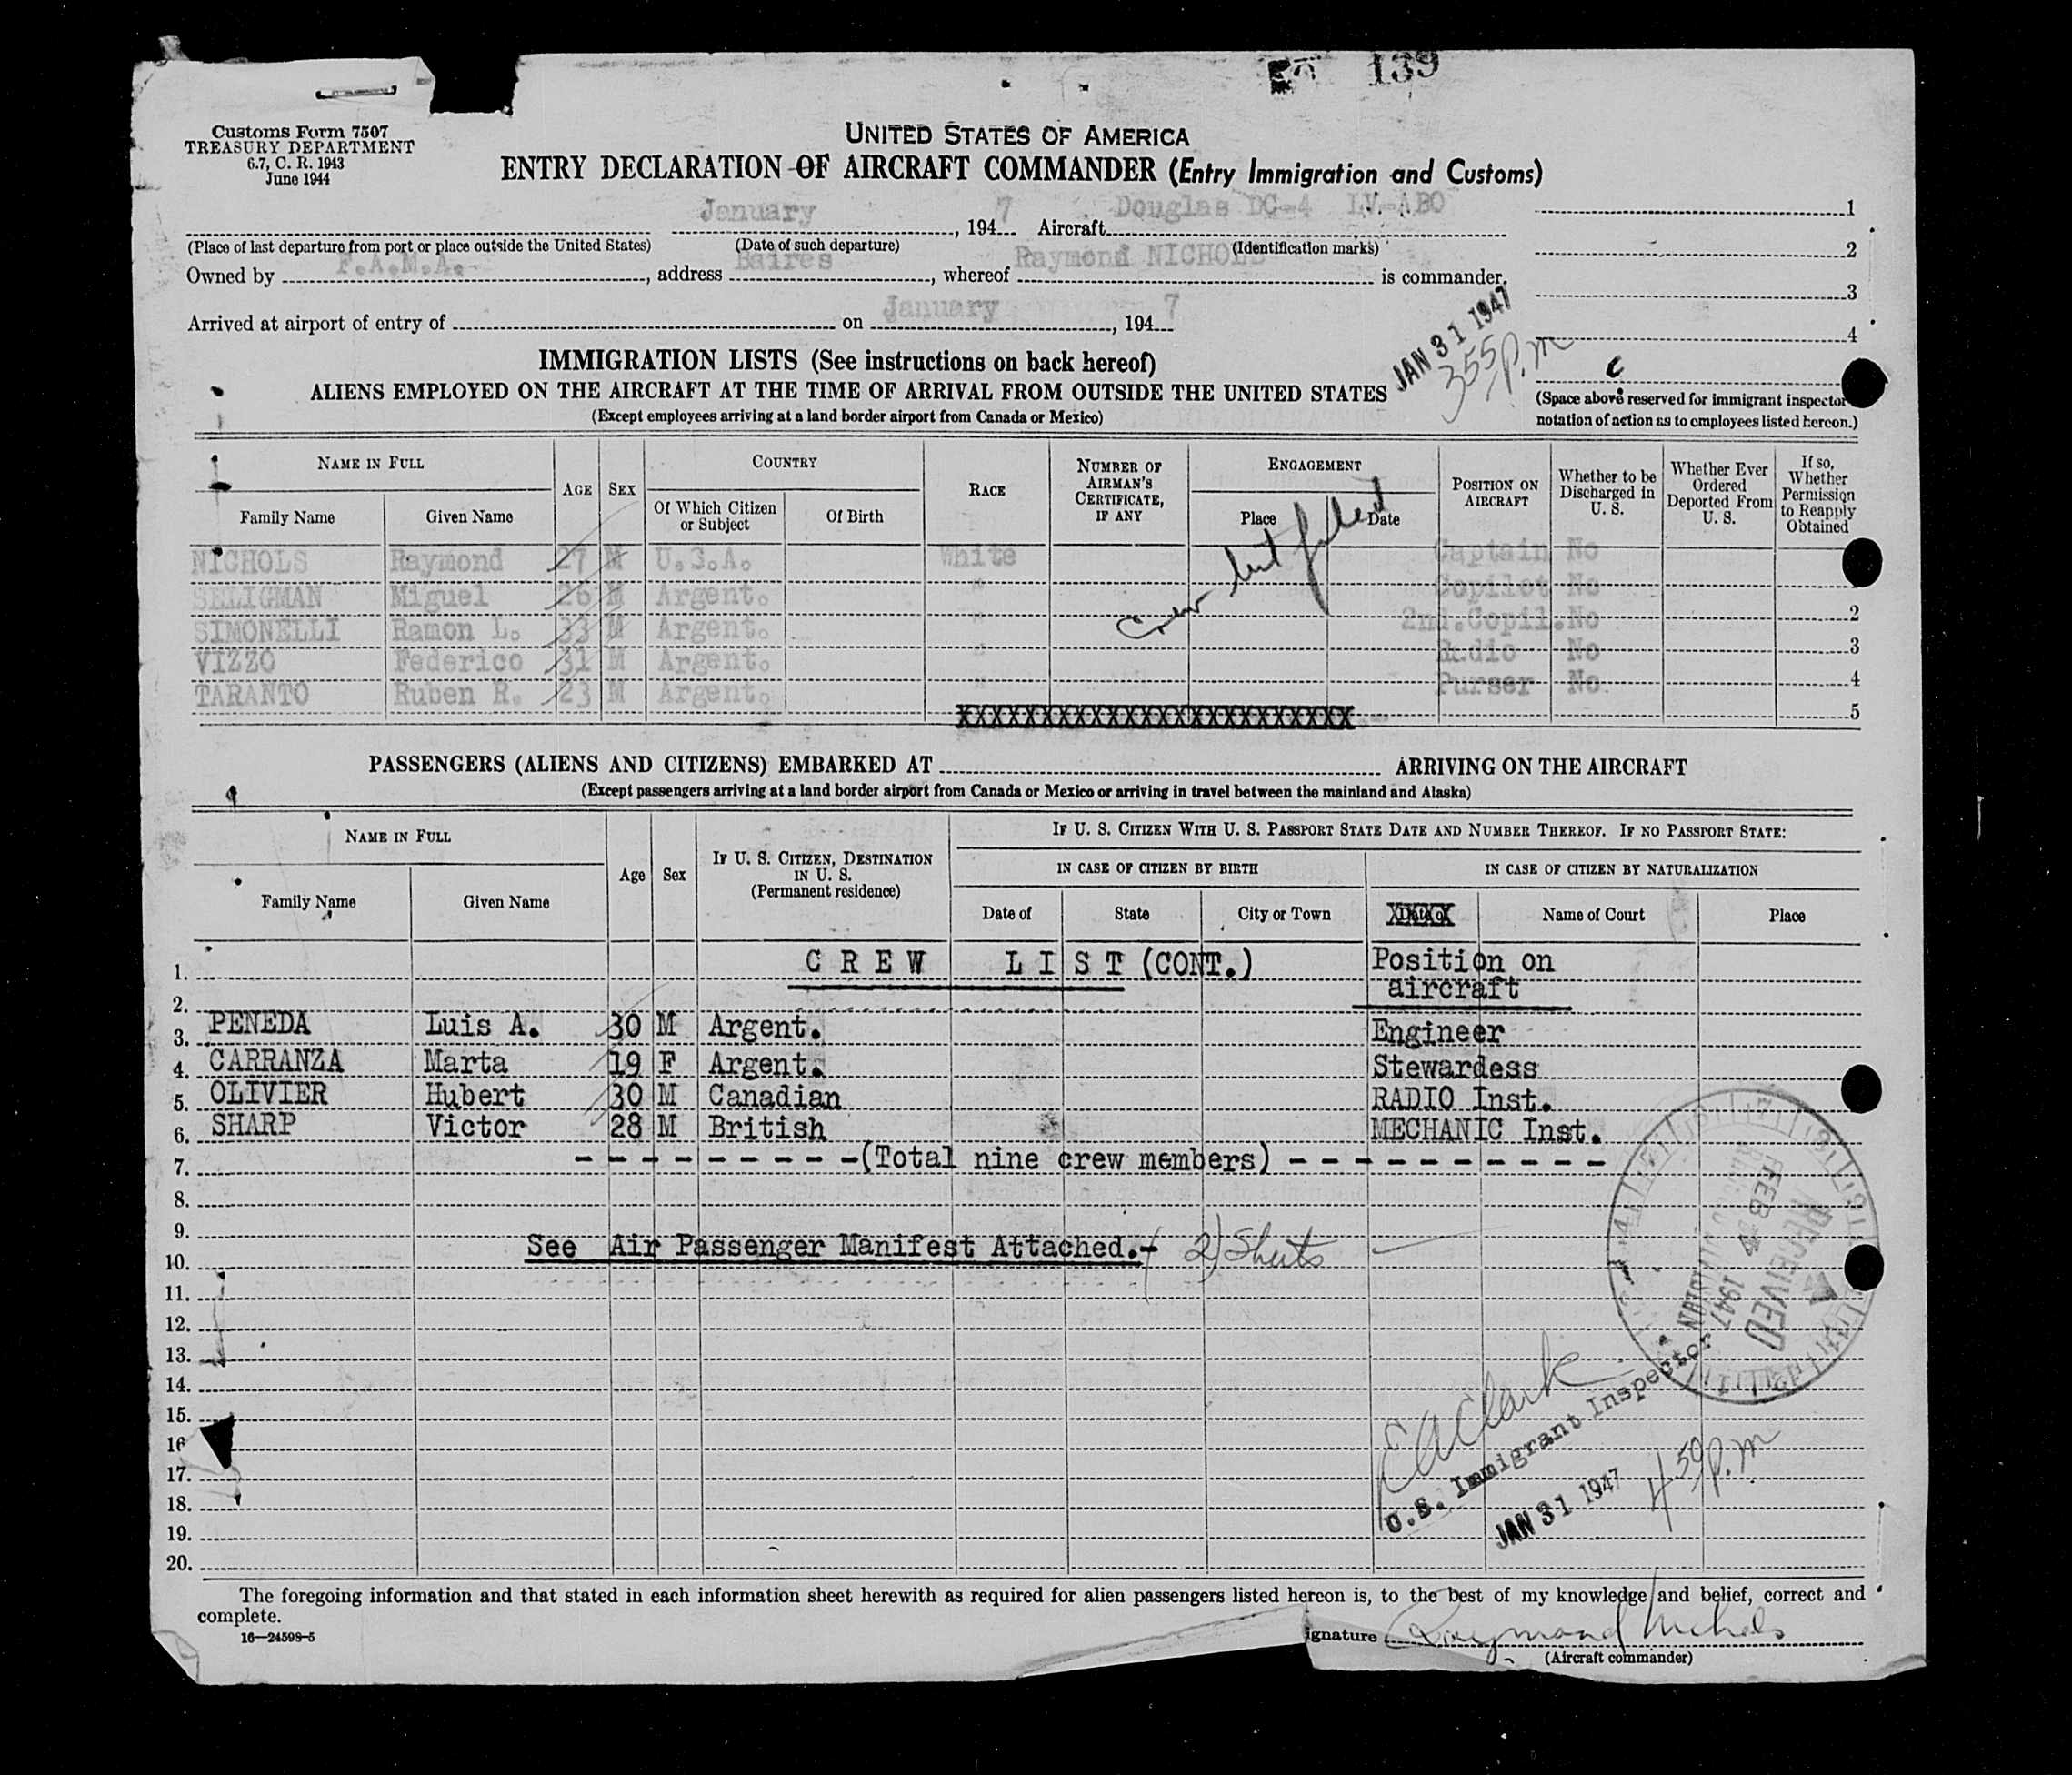 139
Customs Form 7507
TREASURY DEPARTMENT
6.7, C. R. 1943
June 1944
UNITED STATES OF AMERICA
ENTRY DECLARATION OF AIRCRAFT COMMANDER (Entry Immigration and Customs)
January 7, 194 Aircraft Douglas DC-4 LV-ABO 1
(Place of last departure from port or place outside the United States) (Date of such departure) (Identification marks)
2
Owned by F.A.M.A., address Baires, whereof Raymond NICHOLS is commander.
3
Arrived at airport of entry of on January 7, 194
4
JAN 31 1947
355 p.m
IMMIGRATION LISTS (See instructions on back hereof)
ALIENS EMPLOYED ON THE AIRCRAFT AT THE TIME OF ARRIVAL FROM OUTSIDE THE UNITED STATES
(Except employees arriving at a land border airport from Canada or Mexico)
(Space above reserved for immigrant inspector
notation of action as to employees listed hereon.)
NAME IN FULL AGE SEX COUNTRY RACE NUMBER OF AIRMAN'S CERTIFICATE, IF ANY ENGAGEMENT POSITION ON AIRCRAFT Whether to be Discharged in U. S. Whether Ever Ordered Deported From U. S. If so, Whether Permission to Reapply Obtained
Family Name Given Name Of Which Citizen or Subject Of Birth Place Date
Crew list filed
NICHOLS Raymond 27 M U.S.A. White Captain No
SELIGMAN Miguel 26 M Argent. " Copilot No
SIMONELLI Ramon L. 33 M Argent. " 2nd.Copil. No 2
VIZZO Federico 31 M Argent. " Radio No 3
TARANTO Ruben R. 23 M Argent. " Purser No. 4
XXXXXXXXXXXXXXXXXXXXXXXX 5
PASSENGERS (ALIENS AND CITIZENS) EMBARKED AT ARRIVING ON THE AIRCRAFT
(Except passengers arriving at a land border airport from Canada or Mexico or arriving in travel between the mainland and Alaska)
NAME IN FULL Age Sex IF U. S. CITIZEN, DESTINATION IN U. S. (Permanent residence) IF U. S. CITIZEN WITH U. S. PASSPORT STATE DATE AND NUMBER THEREOF. IF NO PASSPORT STATE:
IN CASE OF CITIZEN BY BIRTH IN CASE OF CITIZEN BY NATURALIZATION
Family Name Given Name Date of State City or Town Date of Name of Court Place
1. CREW LIST (CONT.) Position on
2. aircraft
3. PENEDA Luis A. 30 M Argent. Engineer
4. CARRANZA Marta 19 F Argent. Stewardess
5. OLIVIER Hubert 30 M Canadian RADIO Inst.
6. SHARP Victor 28 M British MECHANIC Inst.
7. - - - - - - - - -(Total nine crew members) - - - - - - - - - -
8.
9.
10. See Air Passenger Manifest Attached.- (2) Sheets
11.
12.
13.
14.
15.
16
17.
18.
19.
20.
RECEIVED
FEB 4 1947
E A Clark
U.S. Immigrant Inspector
JAN 31 1947 4 50 p.m
The foregoing information and that stated in each information sheet herewith as required for alien passengers listed hereon is, to the best of my knowledge and belief, correct and
complete.
16—24598-5
ignature Raymond Nichols
(Aircraft commander)